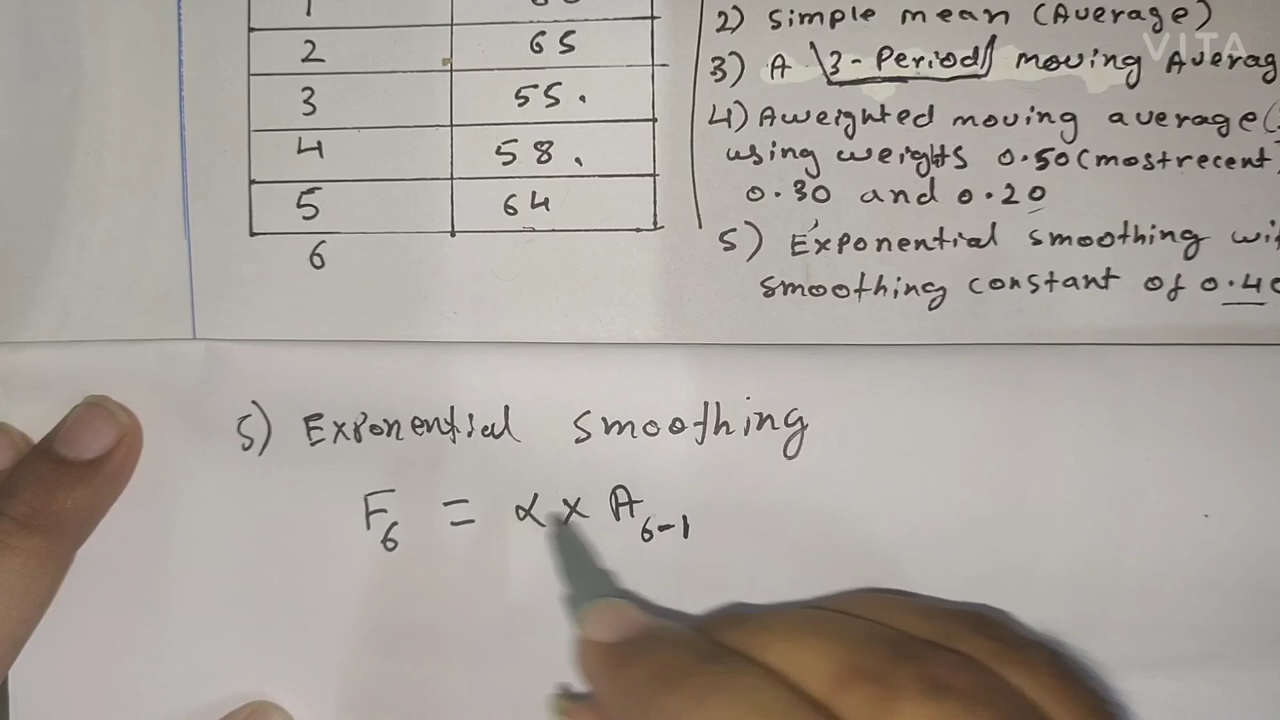 2) simple mean (Average)
2 65
3) A 3-Period moving Averag
3 55.
4) A weighted moving average(
4 58.
using weights 0.50(most recent
0.30 and 0.20
5 64
5) Exponential smoothing wit
6
smoothing constant of 0.40
5) Exponential smoothing
F6 = α × A6-1
VITA